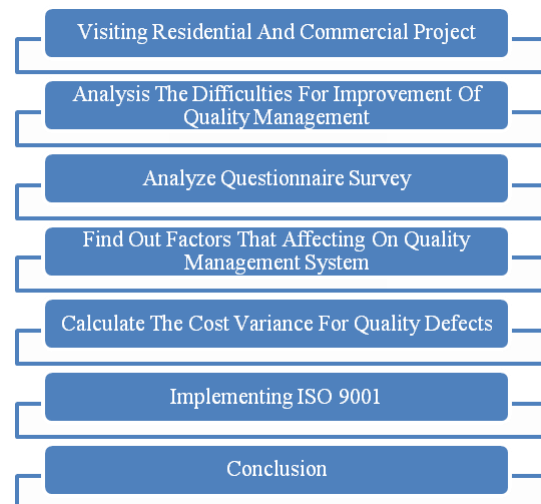 Visiting Residential And Commercial Project
Analysis The Difficulties For Improvement Of
Quality Management
Analyze Questionnaire Survey
Find Out Factors That Affecting On Quality
Management System
Calculate The Cost Variance For Quality Defects
Implementing ISO 9001
Conclusion